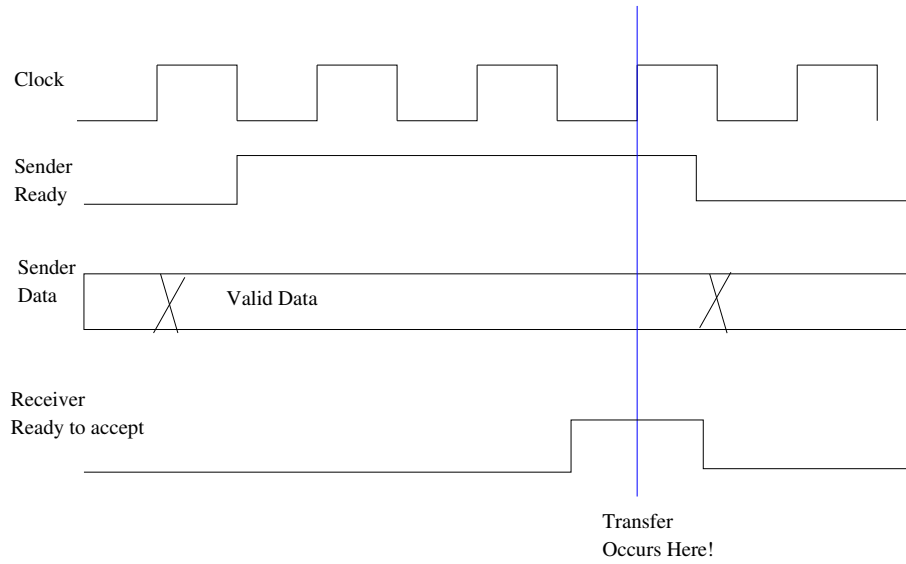 Clock
Sender
Ready
Sender
Data
Valid Data
Receiver
Ready to accept
Transfer
Occurs Here!